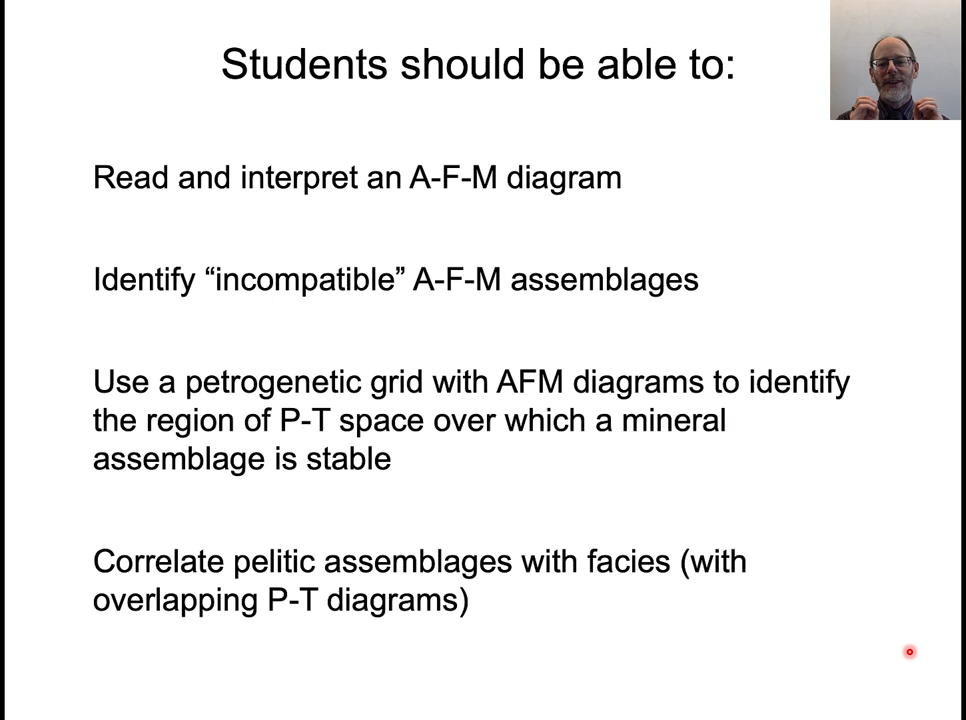 Students should be able to:
Read and interpret an A-F-M diagram
Identify “incompatible” A-F-M assemblages
Use a petrogenetic grid with AFM diagrams to identify
the region of P-T space over which a mineral
assemblage is stable
Correlate pelitic assemblages with facies (with
overlapping P-T diagrams)